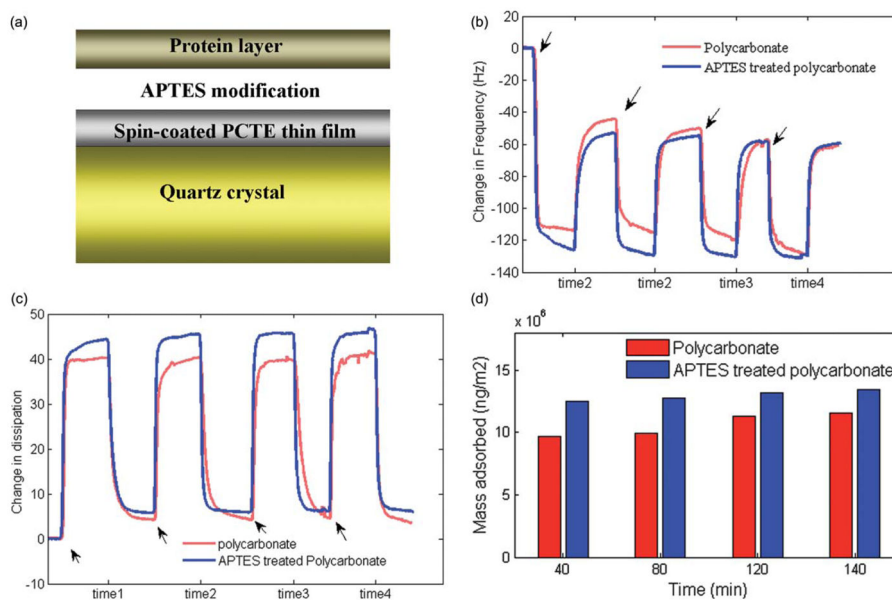 (a)
Protein layer
APTES modification
Spin-coated PCTE thin film
Quartz crystal
(b)
Change in Frequency (Hz)
0
-20
-40
-60
-80
-100
-120
-140
Polycarbonate
APTES treated polycarbonate
time2 time2 time3 time4
(c)
Change in dissipation
50
40
30
20
10
0
-10
polycarbonate
APTES treated Polycarbonate
time1 time2 time3 time4
(d)
x 10⁶
Mass adsorbed (ng/m2)
15
10
5
0
Polycarbonate
APTES treated polycarbonate
40 80 120 140
Time (min)